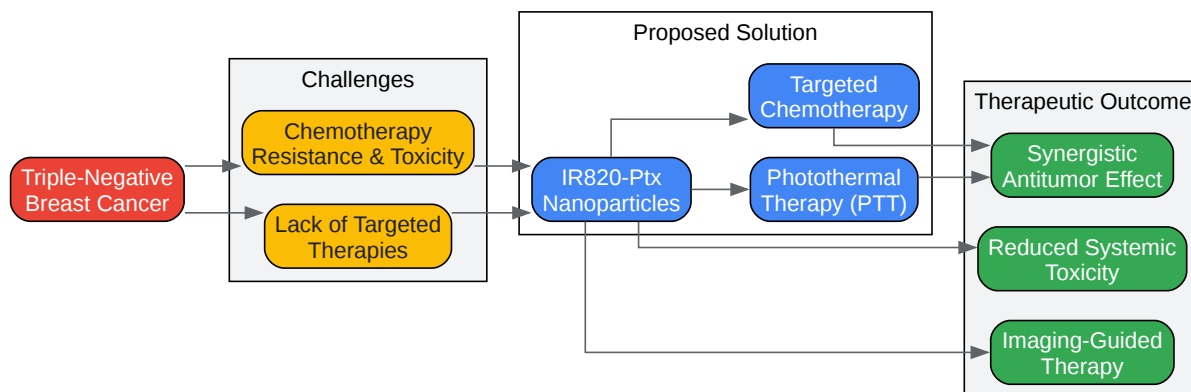 Triple-Negative
Breast Cancer
Challenges
Chemotherapy
Resistance & Toxicity
Lack of Targeted
Therapies
Proposed Solution
IR820-Ptx
Nanoparticles
Targeted
Chemotherapy
Photothermal
Therapy (PTT)
Therapeutic Outcome
Synergistic
Antitumor Effect
Reduced Systemic
Toxicity
Imaging-Guided
Therapy